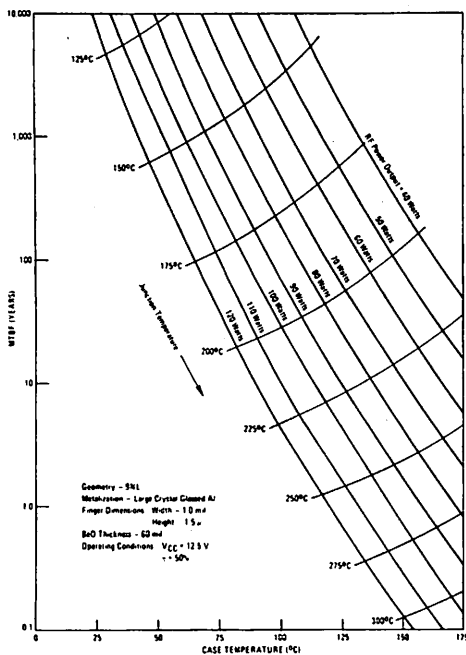 10.000
1,000
100
10
1.0
0.1
MTBF (YEARS)
0
25
50
75
100
125
150
175
CASE TEMPERATURE (°C)
125°C
150°C
175°C
200°C
225°C
250°C
275°C
300°C
Junction Temperature
120 Watts
110 Watts
100 Watts
90 Watts
80 Watts
70 Watts
60 Watts
50 Watts
RF Power Output = 40 Watts
Geometry - 9NL
Metalization - Large Crystal Glassed Al
Finger Dimensions Width - 1.0 mil
Height 1.5 μ
BeO Thickness - 60 mil
Operating Conditions VCC = 12.5 V
= 50%